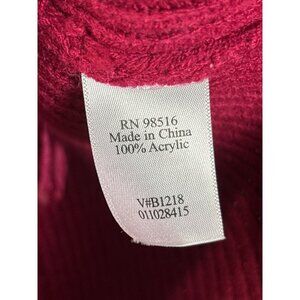 RN 98516
Made in China
100% Acrylic
V#B1218
011028415